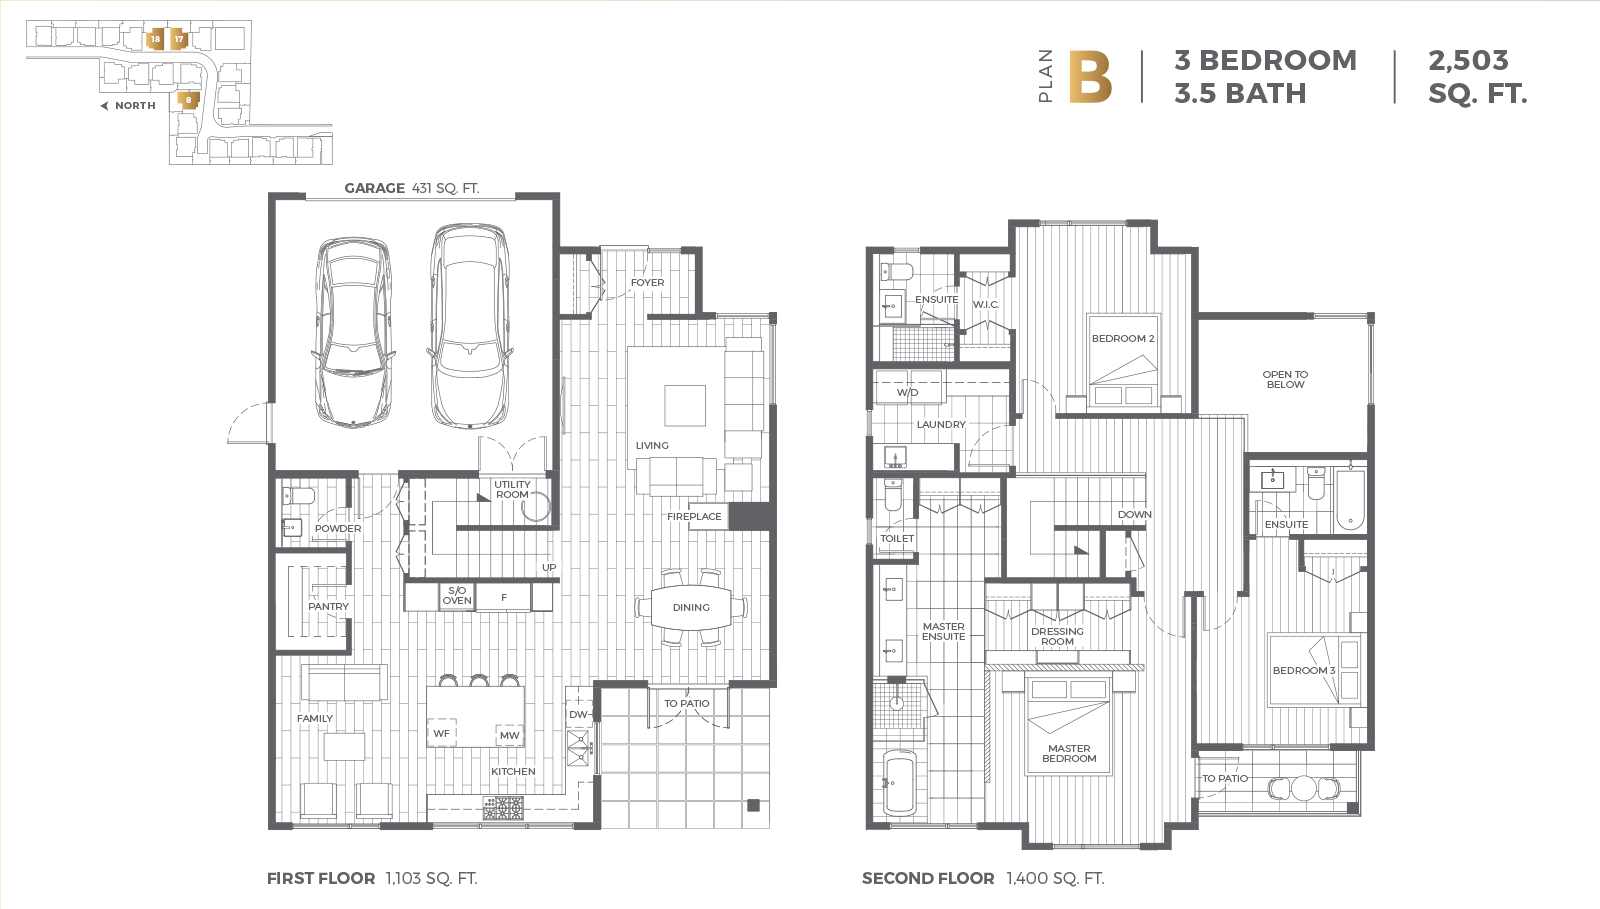 18 17
8
NORTH
PLAN B
3 BEDROOM
3.5 BATH
2,503
SQ. FT.
GARAGE 431 SQ. FT.
FOYER
LIVING
UTILITY
ROOM
POWDER
FIREPLACE
UP
S/O
OVEN
F
PANTRY
DINING
FAMILY
WF
MW
DW
TO PATIO
KITCHEN
FIRST FLOOR 1,103 SQ. FT.
ENSUITE
W.I.C.
BEDROOM 2
OPEN TO
BELOW
W/D
LAUNDRY
DOWN
ENSUITE
TOILET
MASTER
ENSUITE
DRESSING
ROOM
BEDROOM 3
MASTER
BEDROOM
TO PATIO
SECOND FLOOR 1,400 SQ. FT.